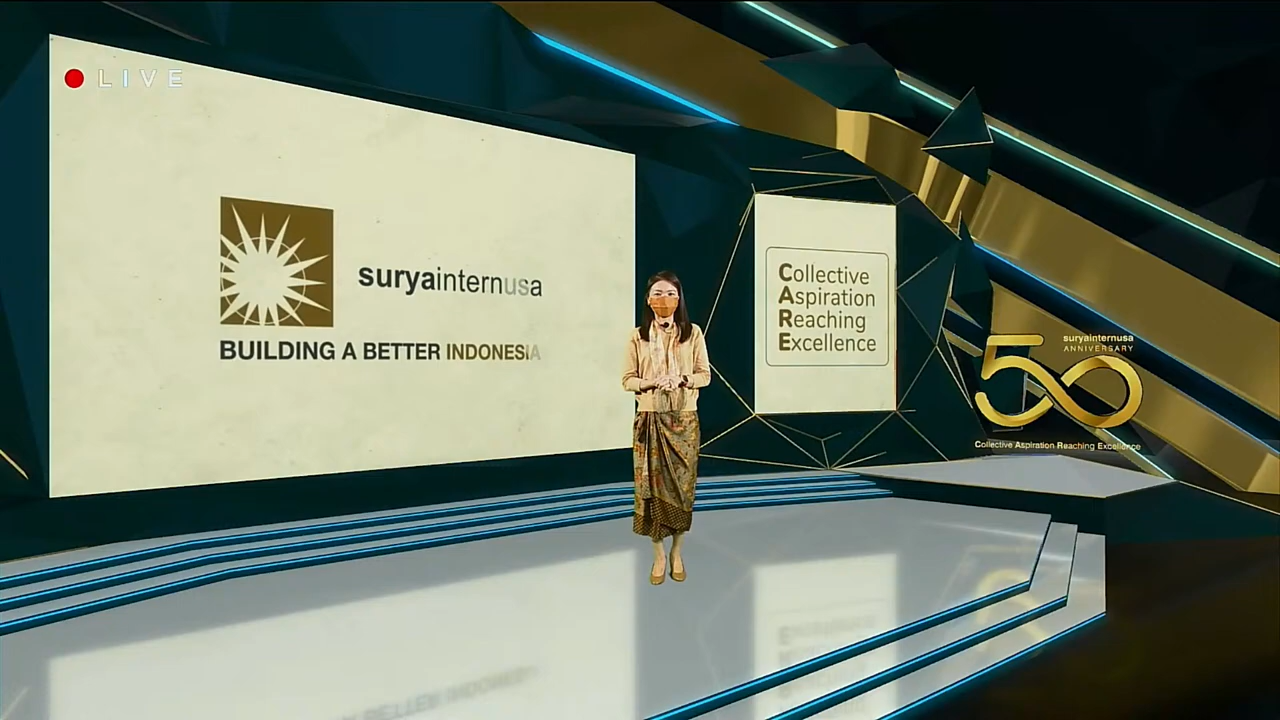 LIVE
suryainternusa
BUILDING A BETTER INDONESIA
Collective
Aspiration
Reaching
Excellence
50
suryainternusa
ANNIVERSARY
Collective Aspiration Reaching Excellence